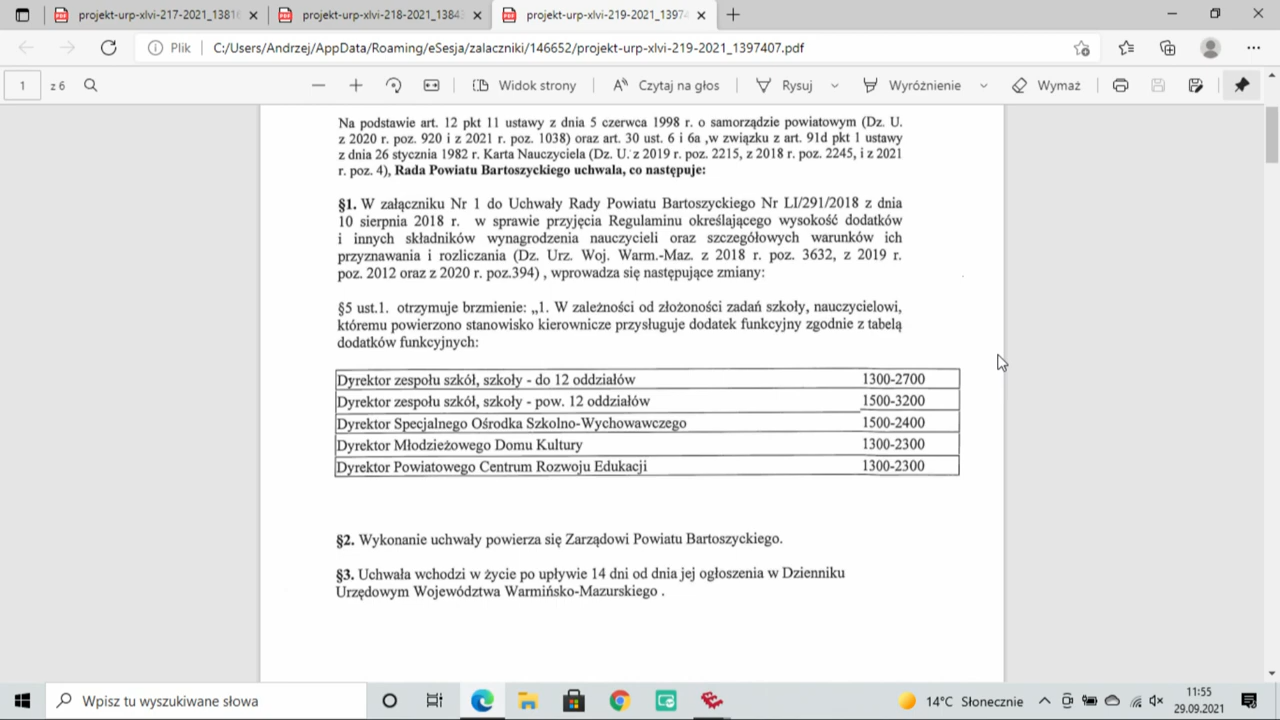 projekt-urp-xlvi-217-2021_13816
projekt-urp-xlvi-218-2021_1384
projekt-urp-xlvi-219-2021_1397
Plik C:/Users/Andrzej/AppData/Roaming/eSesja/zalaczniki/146652/projekt-urp-xlvi-219-2021_1397407.pdf
1 z 6 Widok strony Czytaj na głos Rysuj Wyróżnienie Wymaż
Na podstawie art. 12 pkt 11 ustawy z dnia 5 czerwca 1998 r. o samorządzie powiatowym (Dz. U.
z 2020 r. poz. 920 i z 2021 r. poz. 1038) oraz art. 30 ust. 6 i 6a ,w związku z art. 91d pkt 1 ustawy
z dnia 26 stycznia 1982 r. Karta Nauczyciela (Dz. U. z 2019 r. poz. 2215, z 2018 r. poz. 2245, i z 2021
r. poz. 4), Rada Powiatu Bartoszyckiego uchwala, co następuje:
§1. W załączniku Nr 1 do Uchwały Rady Powiatu Bartoszyckiego Nr LI/291/2018 z dnia
10 sierpnia 2018 r. w sprawie przyjęcia Regulaminu określającego wysokość dodatków
i innych składników wynagrodzenia nauczycieli oraz szczegółowych warunków ich
przyznawania i rozliczania (Dz. Urz. Woj. Warm.-Maz. z 2018 r. poz. 3632, z 2019 r.
poz. 2012 oraz z 2020 r. poz.394) , wprowadza się następujące zmiany:
§5 ust.1. otrzymuje brzmienie: „1. W zależności od złożoności zadań szkoły, nauczycielowi,
któremu powierzono stanowisko kierownicze przysługuje dodatek funkcyjny zgodnie z tabelą
dodatków funkcyjnych:
Dyrektor zespołu szkół, szkoły - do 12 oddziałów 1300-2700
Dyrektor zespołu szkół, szkoły - pow. 12 oddziałów 1500-3200
Dyrektor Specjalnego Ośrodka Szkolno-Wychowawczego 1500-2400
Dyrektor Młodzieżowego Domu Kultury 1300-2300
Dyrektor Powiatowego Centrum Rozwoju Edukacji 1300-2300
§2. Wykonanie uchwały powierza się Zarządowi Powiatu Bartoszyckiego.
§3. Uchwała wchodzi w życie po upływie 14 dni od dnia jej ogłoszenia w Dzienniku
Urzędowym Województwa Warmińsko-Mazurskiego .
Wpisz tu wyszukiwane słowa
14°C Słonecznie
11:55
29.09.2021